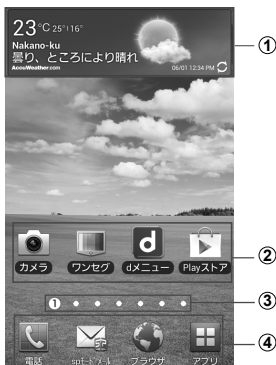 23°C 25°|16°
①
Nakano-ku
曇り、ところにより晴れ
AccuWeather.com 06/01 12:34 PM
d
カメラ ワンセグ dメニュー Playストア
②
1
③
電話 spモードメール ブラウザ アプリ
④